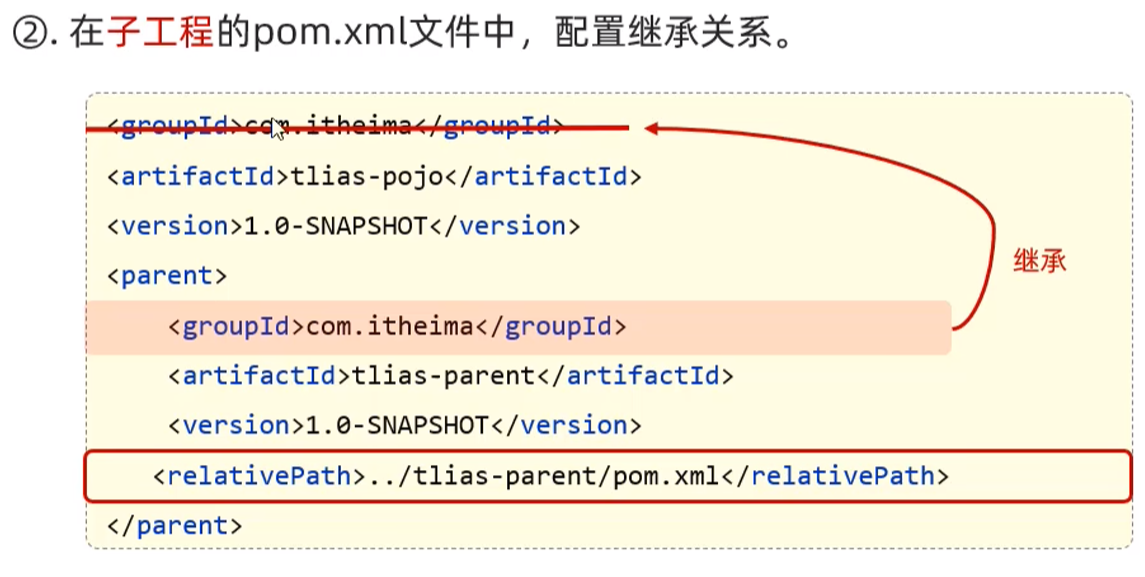 ②. 在子工程的pom.xml文件中，配置继承关系。
<groupId>com.itheima</groupId>
<artifactId>tlias-pojo</artifactId>
<version>1.0-SNAPSHOT</version>
<parent>
继承
<groupId>com.itheima</groupId>
<artifactId>tlias-parent</artifactId>
<version>1.0-SNAPSHOT</version>
<relativePath>../tlias-parent/pom.xml</relativePath>
</parent>